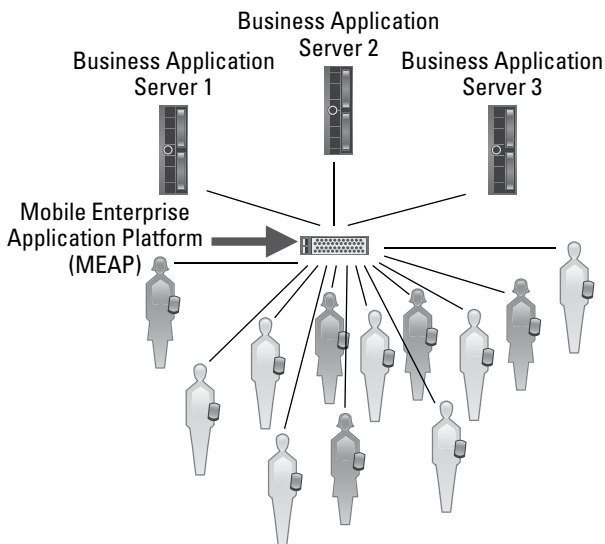 Business Application
Server 2
Business Application
Server 1
Business Application
Server 3
Mobile Enterprise
Application Platform
(MEAP)